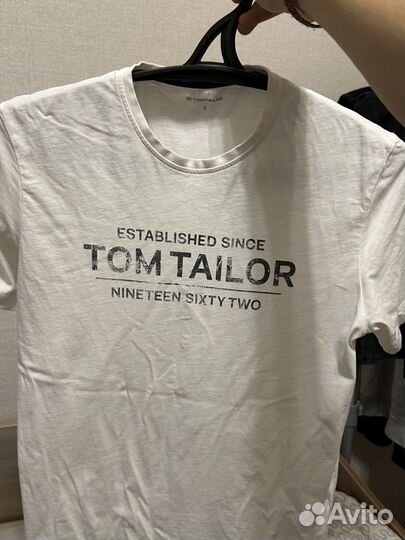 TOM TAILOR
S
ESTABLISHED SINCE
TOM TAILOR
NINETEEN SIXTY TWO
Avito